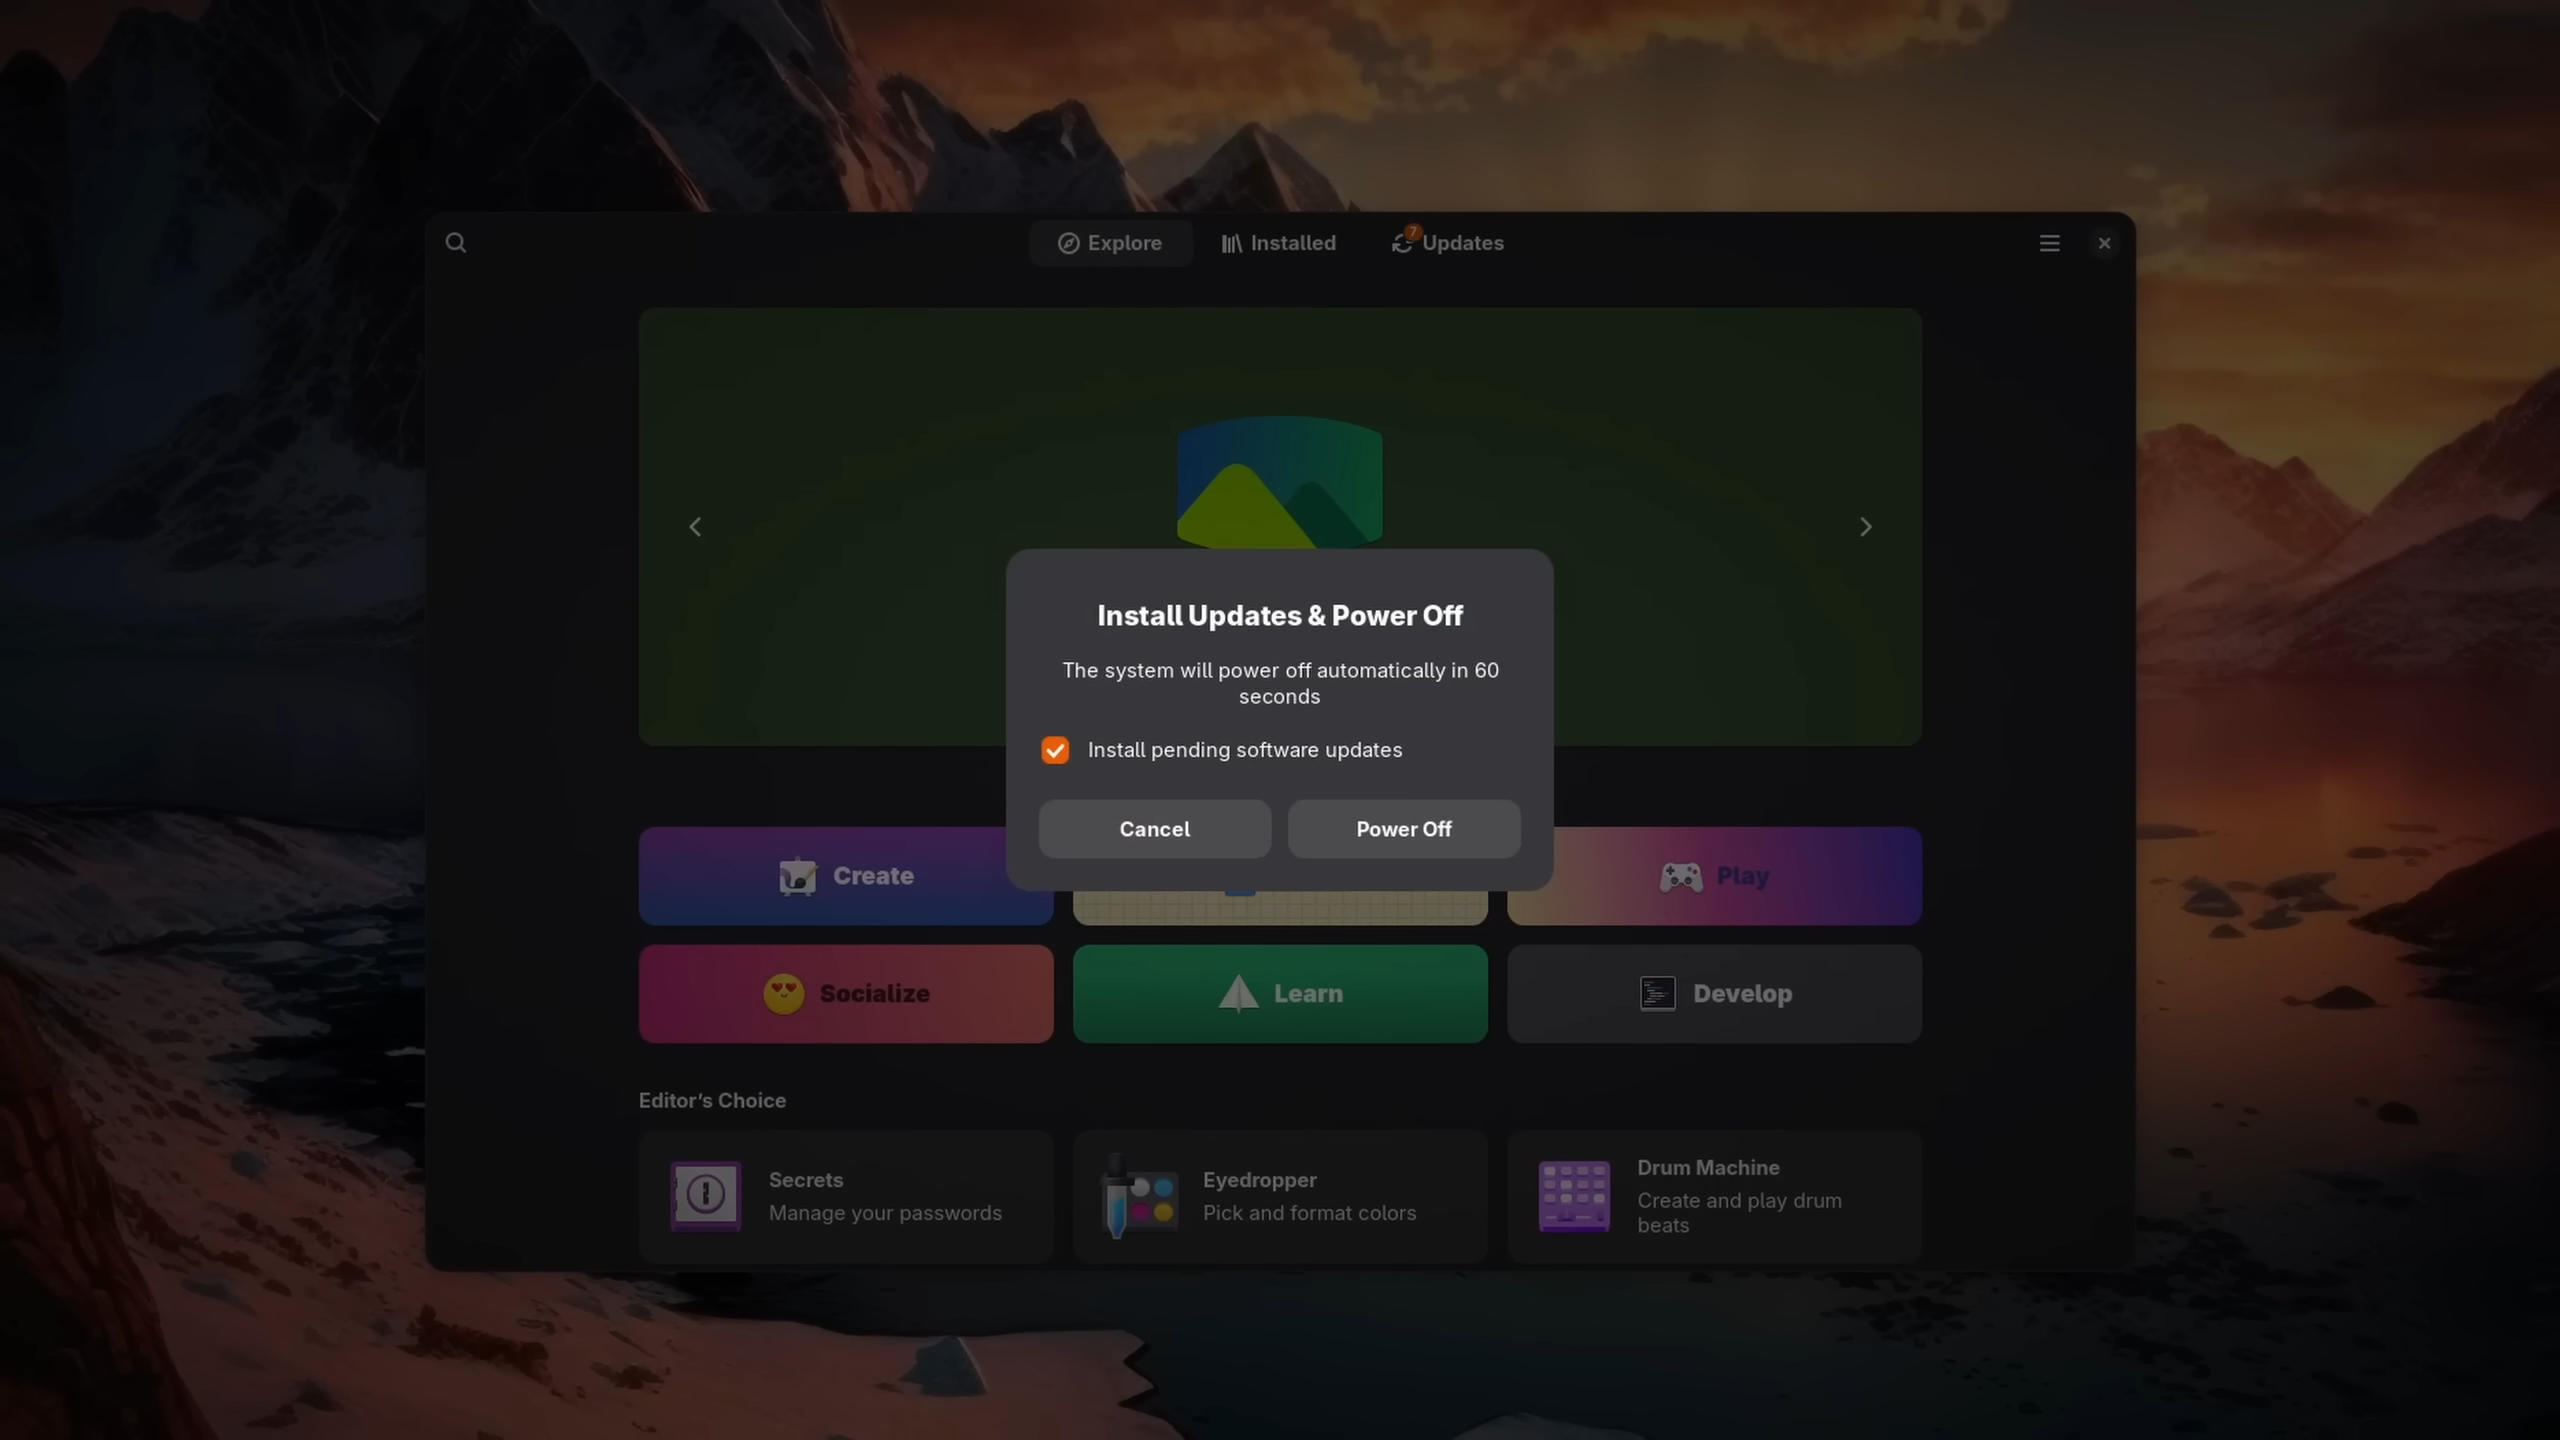 Explore
Installed
7
Updates
Install Updates & Power Off
The system will power off automatically in 60
seconds
Install pending software updates
Cancel
Power Off
Create
Play
Socialize
Learn
Develop
Editor's Choice
Secrets
Manage your passwords
Eyedropper
Pick and format colors
Drum Machine
Create and play drum
beats